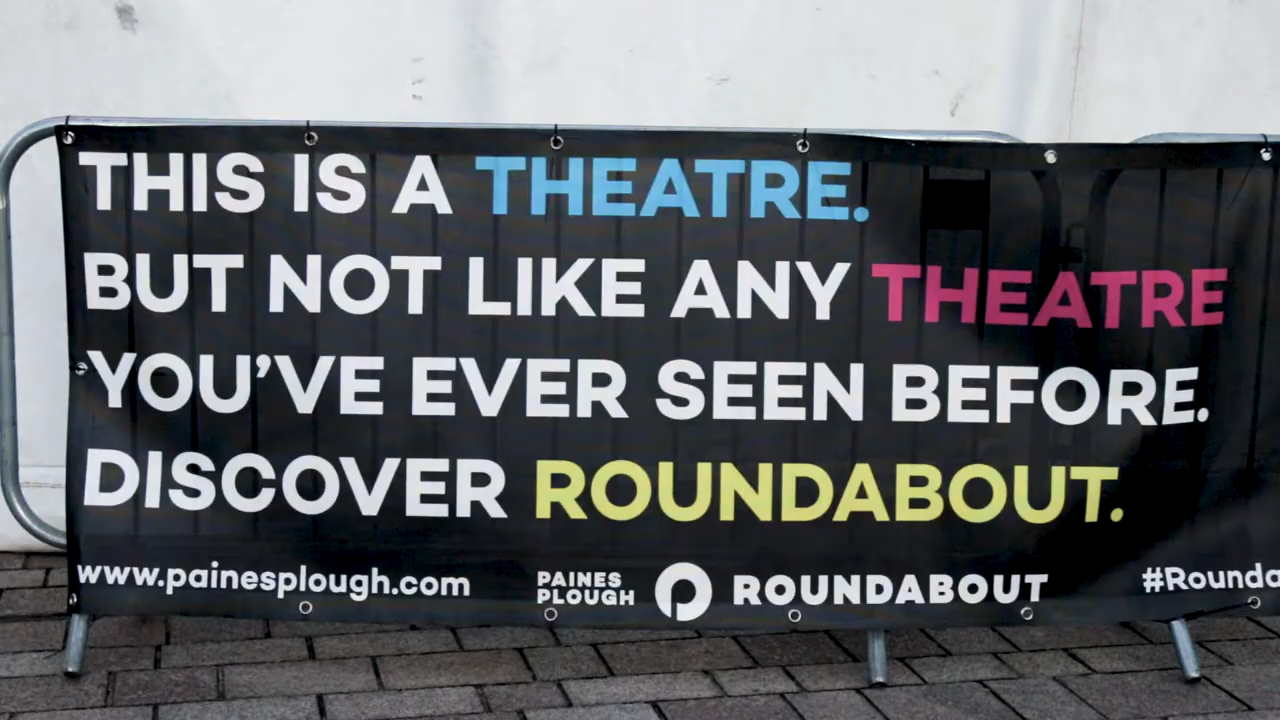 THIS IS A THEATRE.
BUT NOT LIKE ANY THEATRE
YOU'VE EVER SEEN BEFORE.
DISCOVER ROUNDABOUT.
www.painesplough.com
PAINES
PLOUGH
ROUNDABOUT
#Rounda